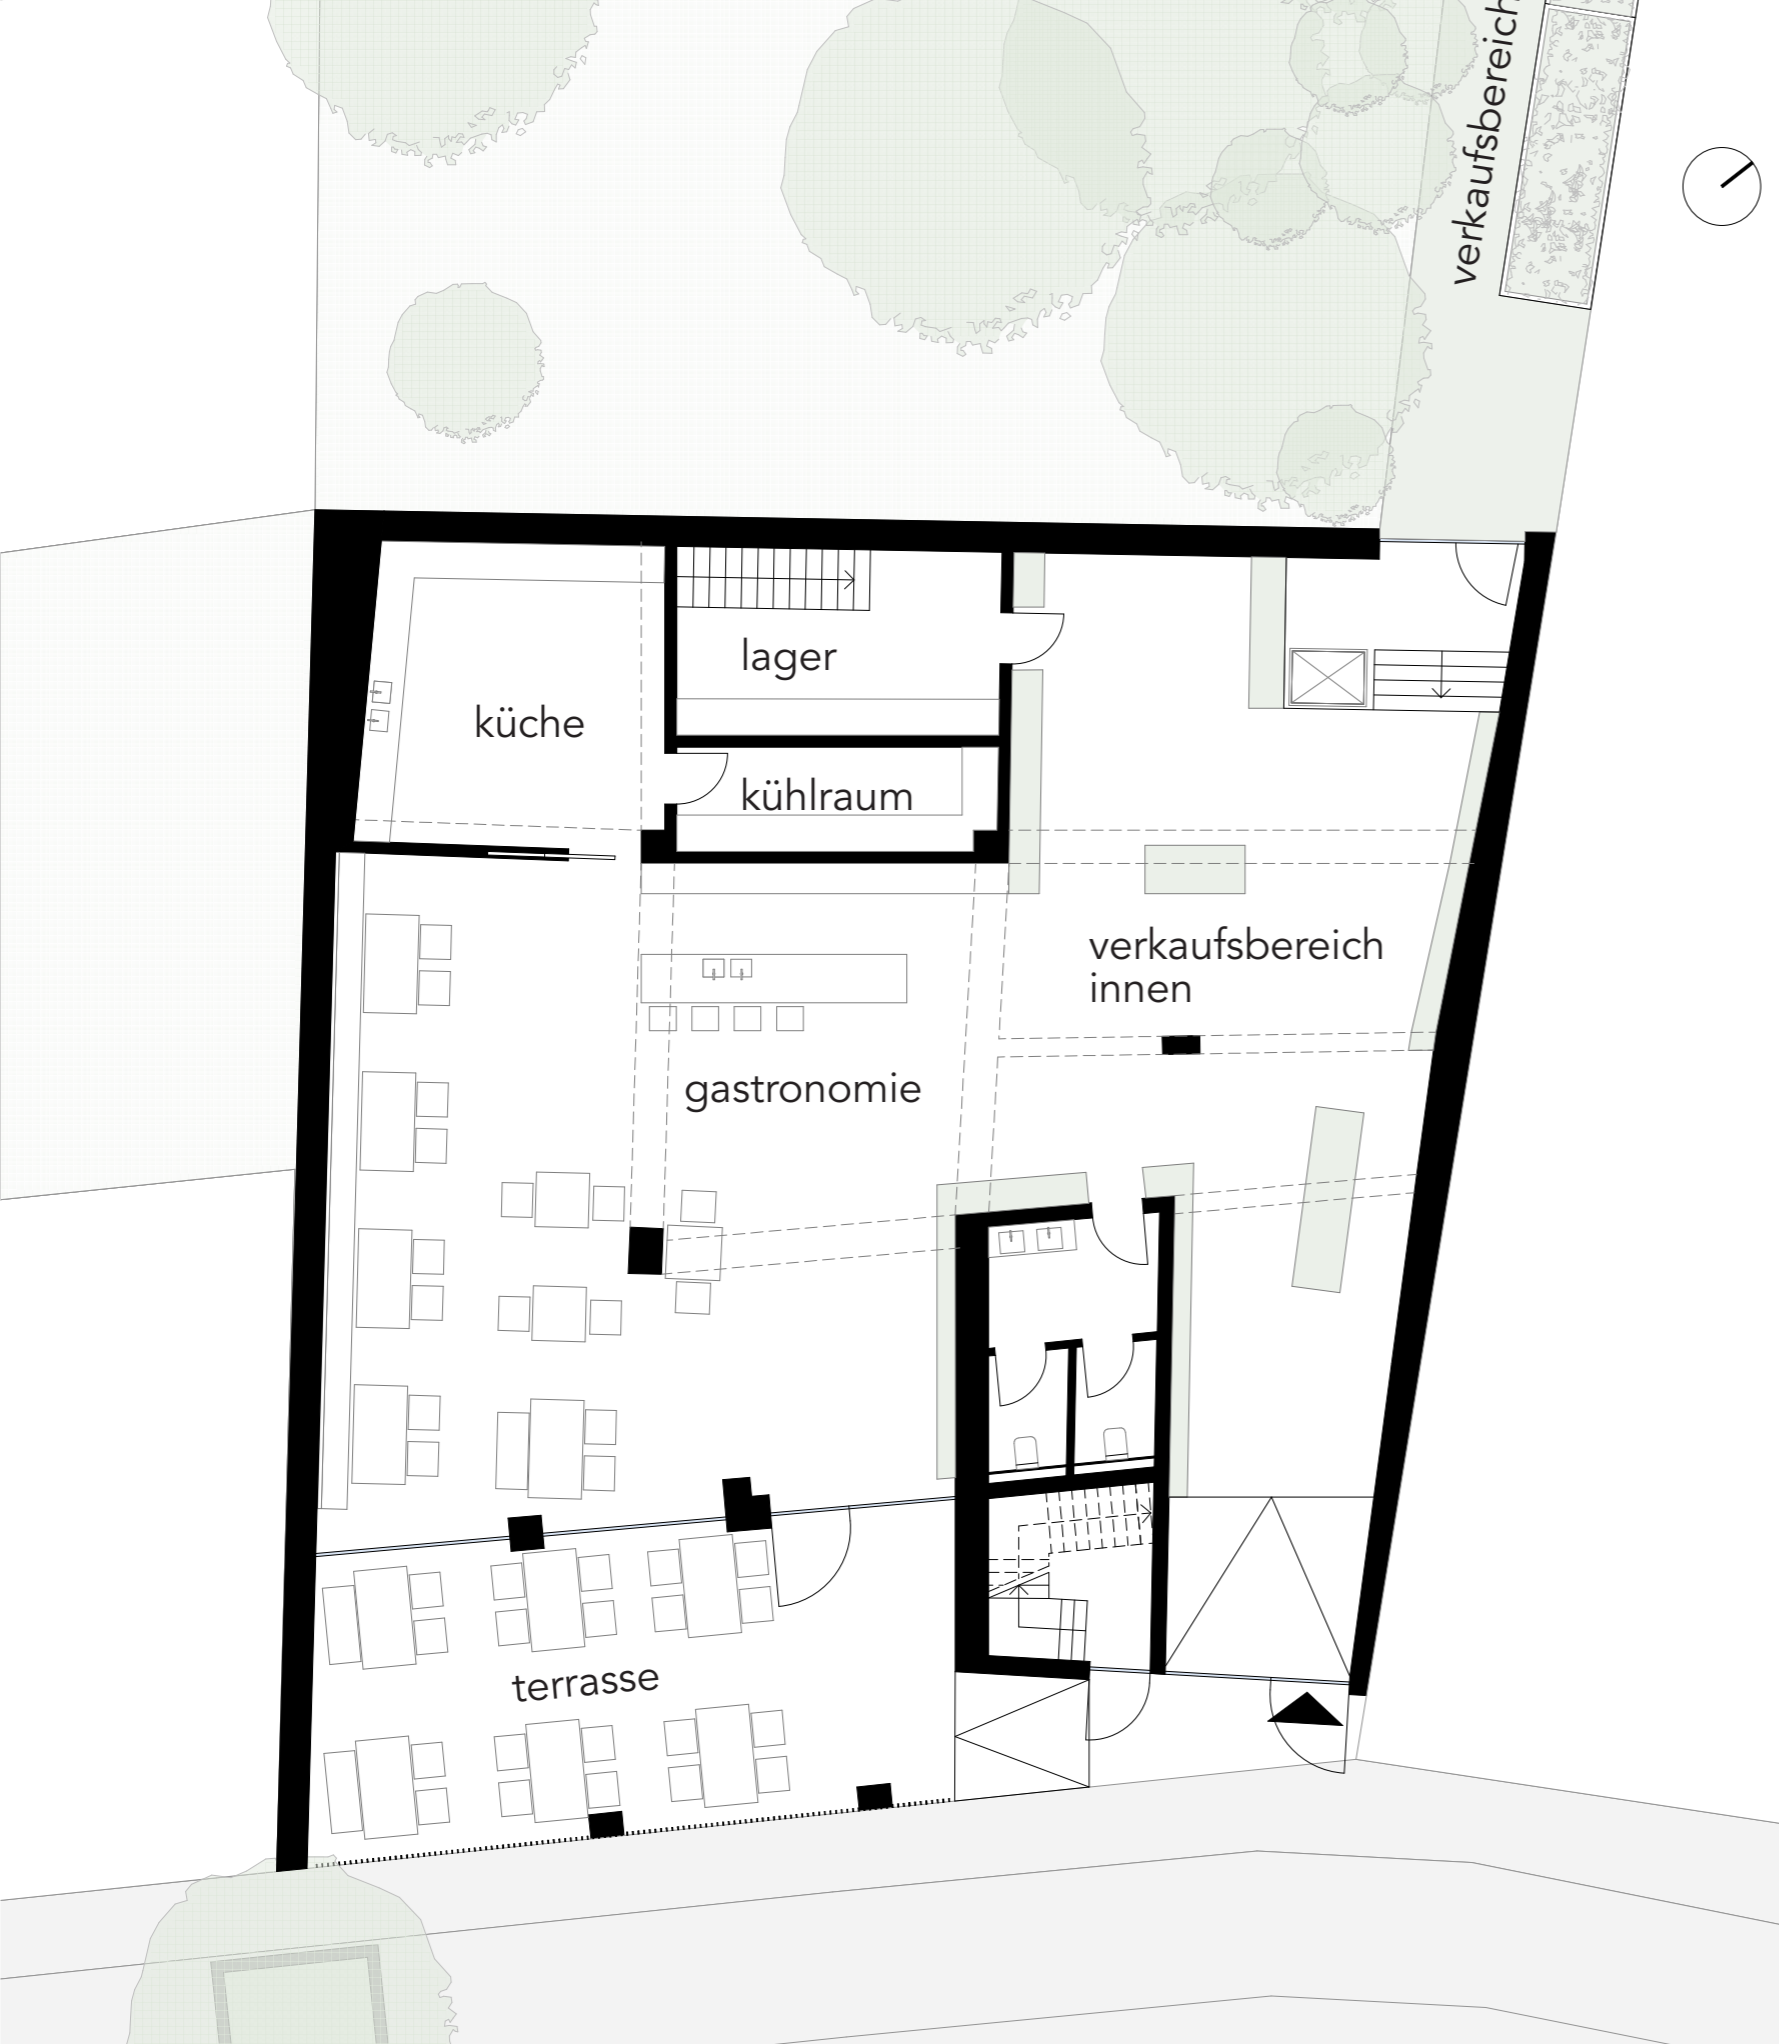 verkaufsbereich
lager
küche
kühlraum
verkaufsbereich
innen
gastronomie
terrasse